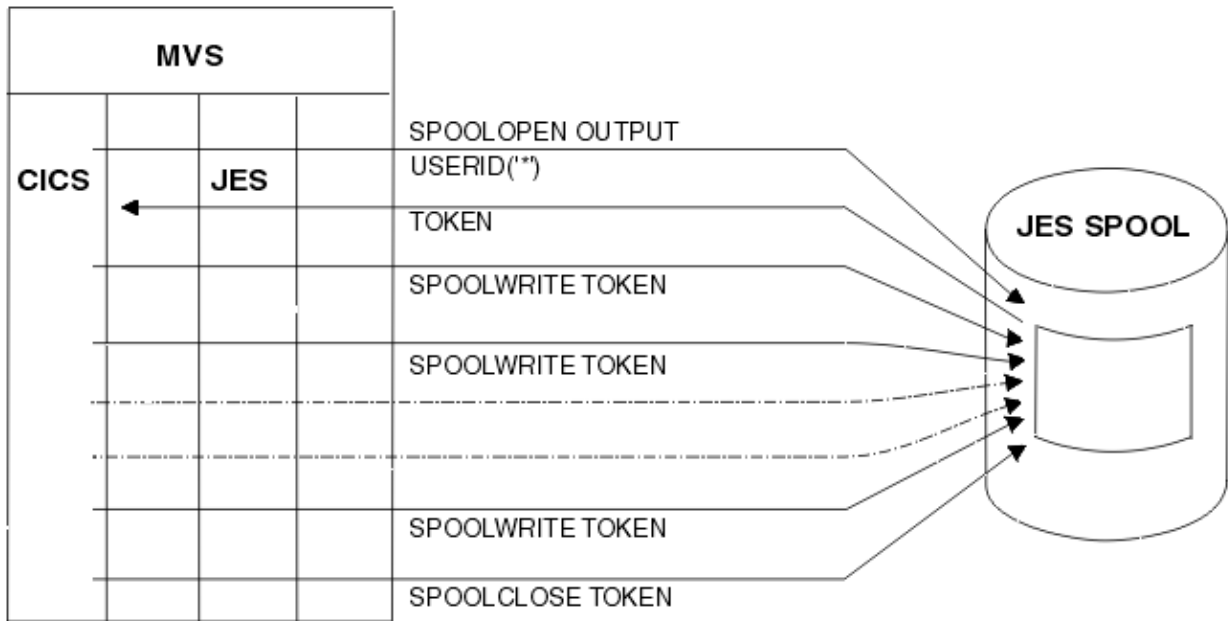 MVS
CICS
JES
SPOOLOPEN OUTPUT
USERID('*')
TOKEN
SPOOLWRITE TOKEN
SPOOLWRITE TOKEN
SPOOLWRITE TOKEN
SPOOLCLOSE TOKEN
JES SPOOL